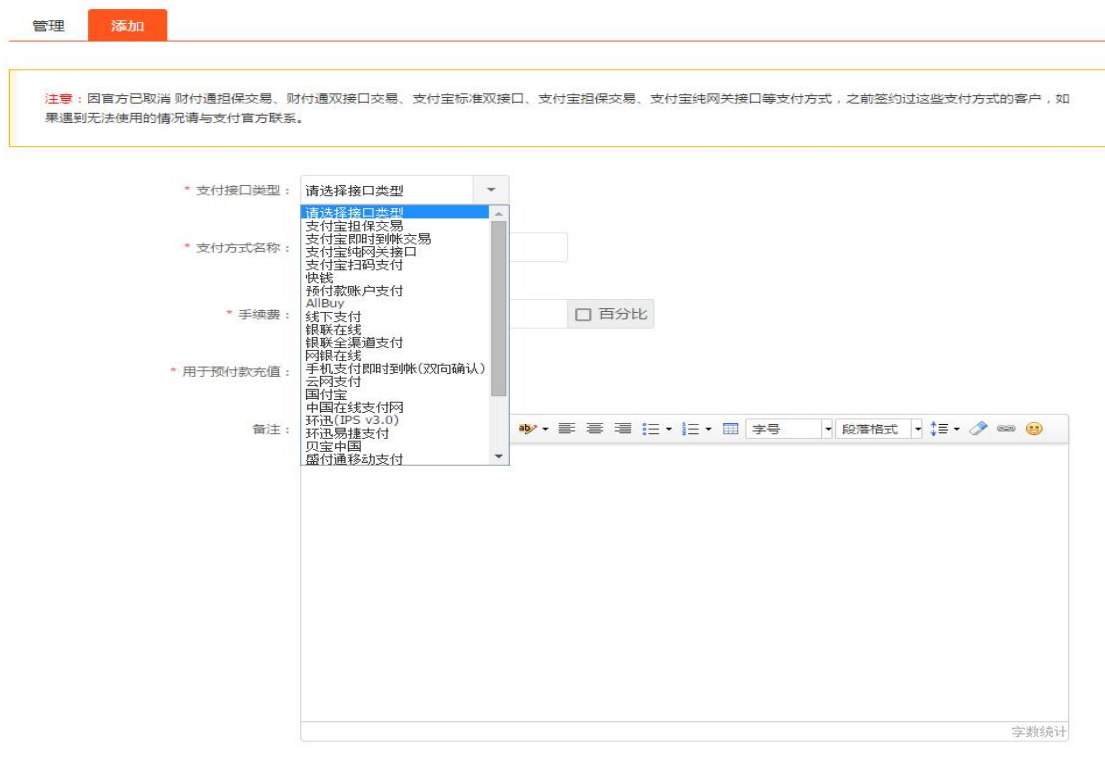 管理
添加
注意：因官方已取消 财付通担保交易、财付通双接口交易、支付宝标准双接口、支付宝担保交易、支付宝纯网关接口等支付方式，之前签约过这些支付方式的客户，如
果遇到无法使用的情况请与支付官方联系。
* 支付接口类型：
请选择接口类型
请选择接口类型
支付宝担保交易
支付宝即时到帐交易
* 支付方式名称：
支付宝纯网关接口
支付宝扫码支付
快钱
预付款账户支付
AllBuy
* 手续费：
线下支付
百分比
银联在线
银联全渠道支付
网银在线
* 用于预付款充值：
手机支付即时到帐(双向确认)
云网支付
国付宝
中国在线支付网
环迅(IPS v3.0)
备注：
环迅易捷支付
字号
段落格式
贝宝中国
盛付通移动支付
字数统计